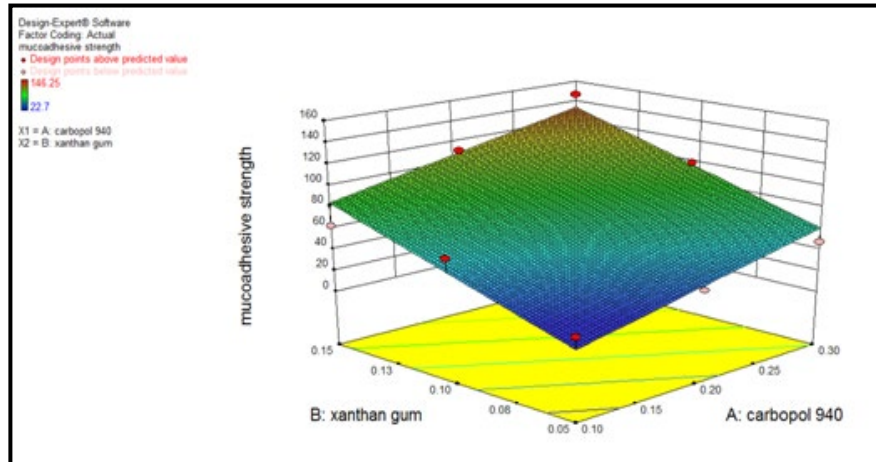 Design-Expert® Software
Factor Coding: Actual
mucoadhesive strength
Design points above predicted value
Design points below predicted value
146.25
22.7
X1 = A: carbopol 940
X2 = B: xanthan gum
mucoadhesive strength
160
140
120
100
80
60
40
20
0
0.15
0.13
0.10
0.08
0.05
0.10
0.15
0.20
0.25
0.30
B: xanthan gum
A: carbopol 940